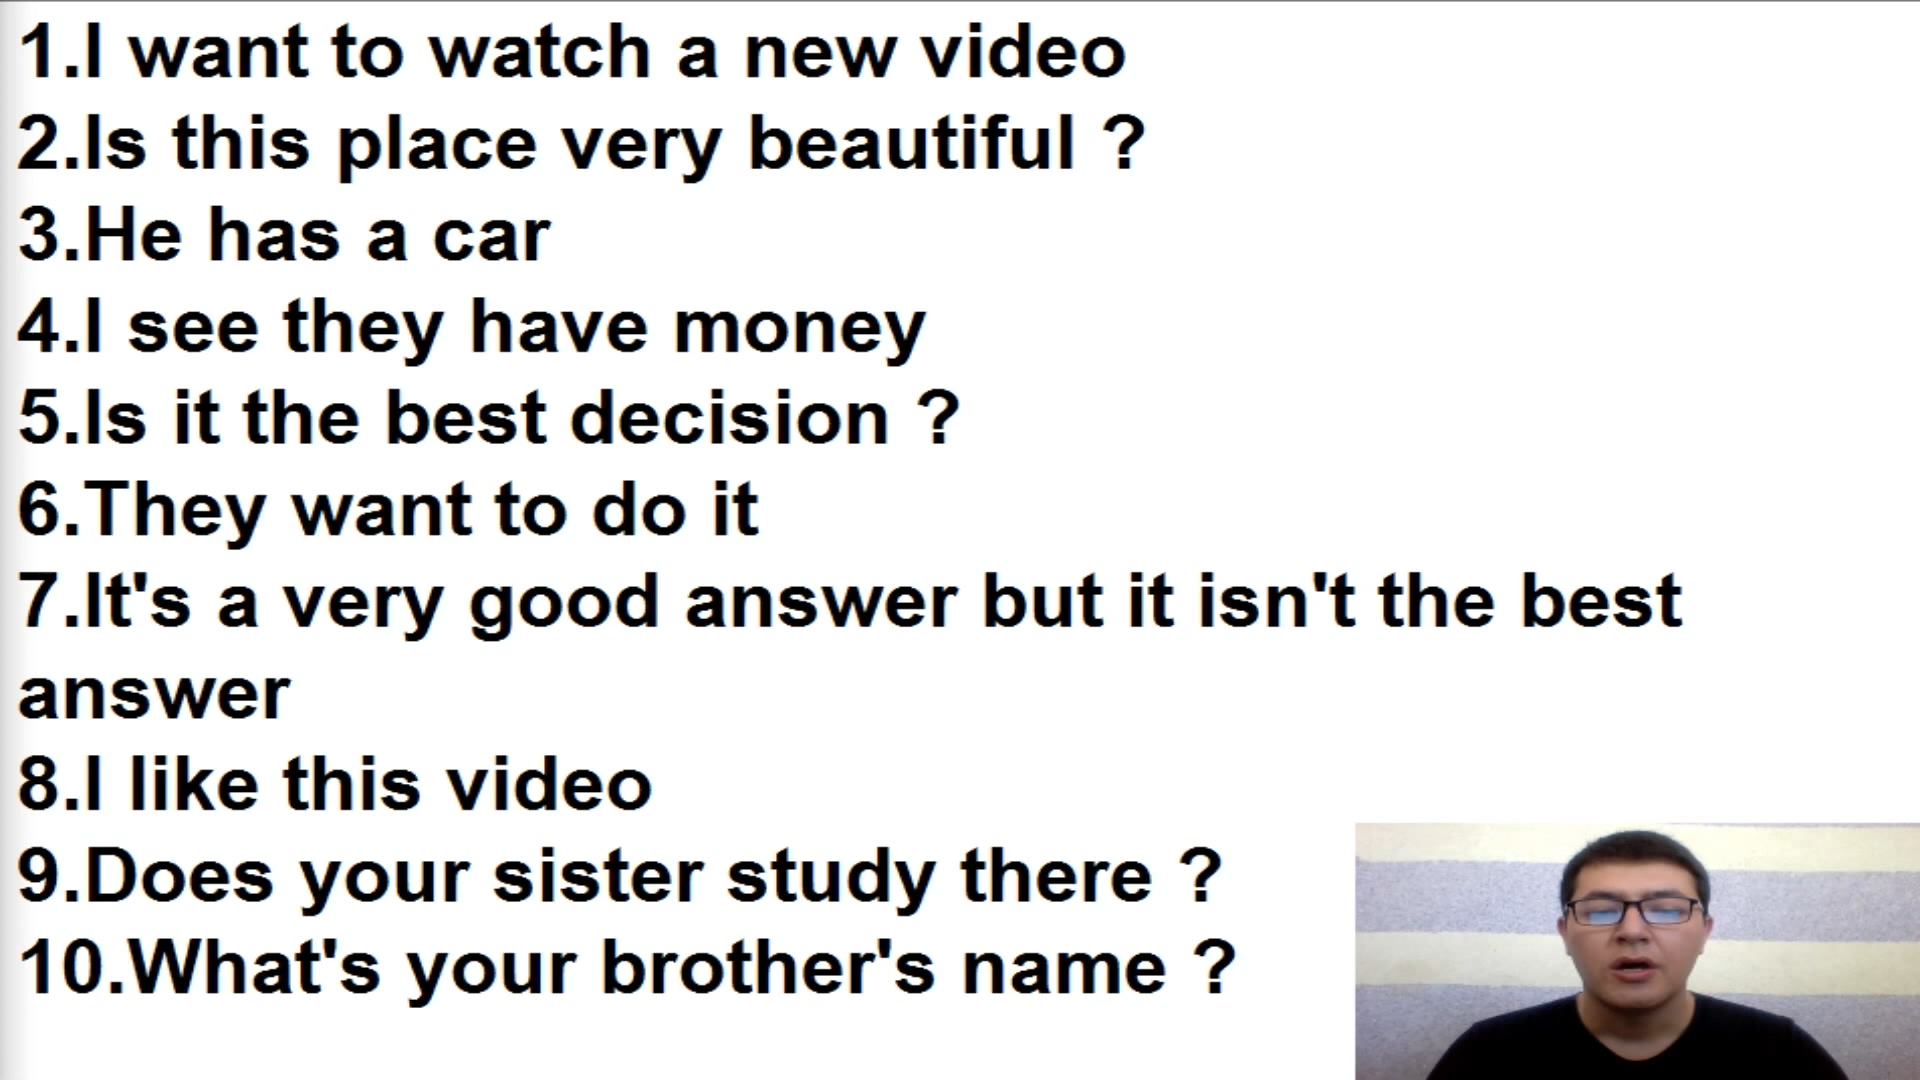 1.I want to watch a new video
2.Is this place very beautiful ?
3.He has a car
4.I see they have money
5.Is it the best decision ?
6.They want to do it
7.It's a very good answer but it isn't the best
answer
8.I like this video
9.Does your sister study there ?
10.What's your brother's name ?